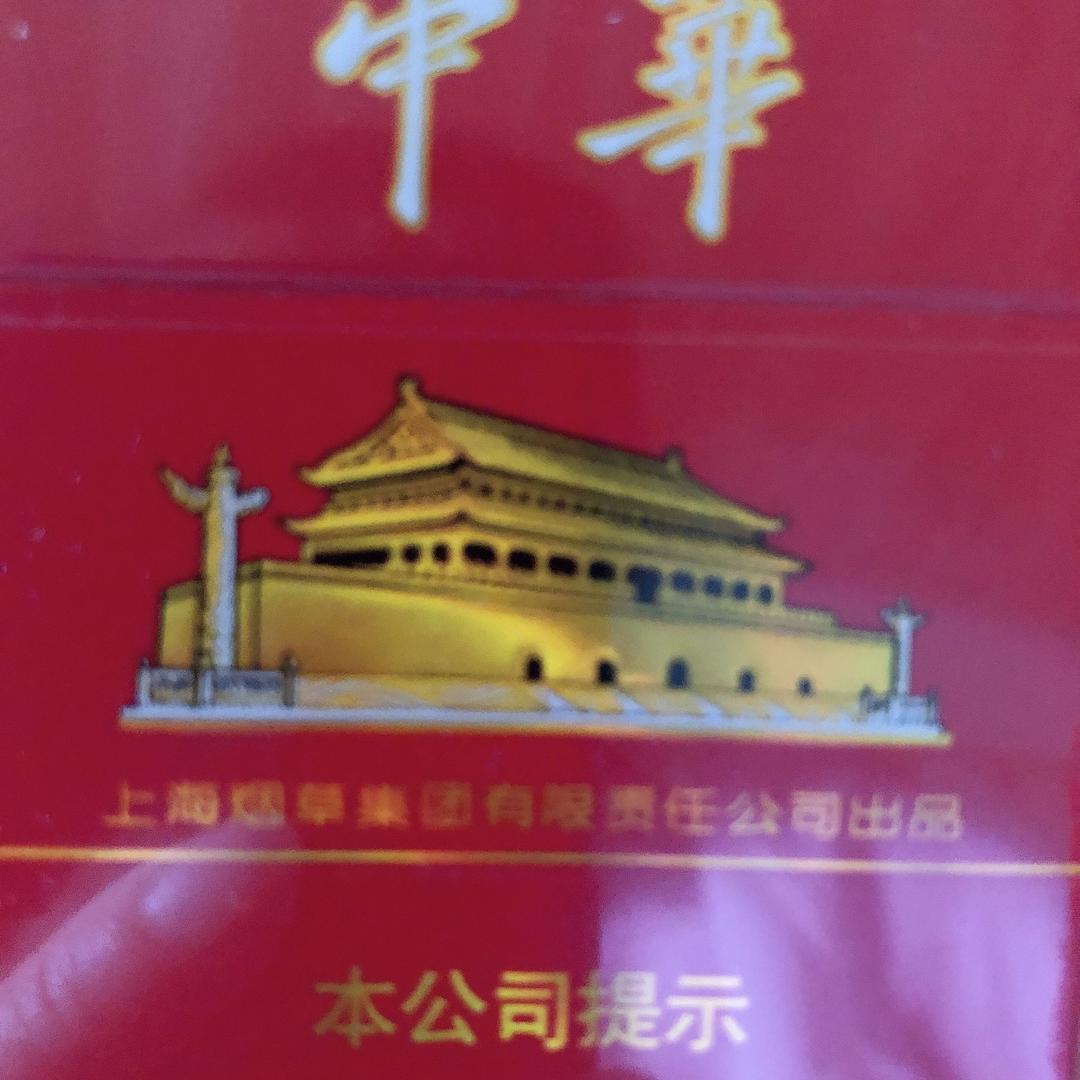 中華
上海烟草集团有限责任公司出品
本公司提示